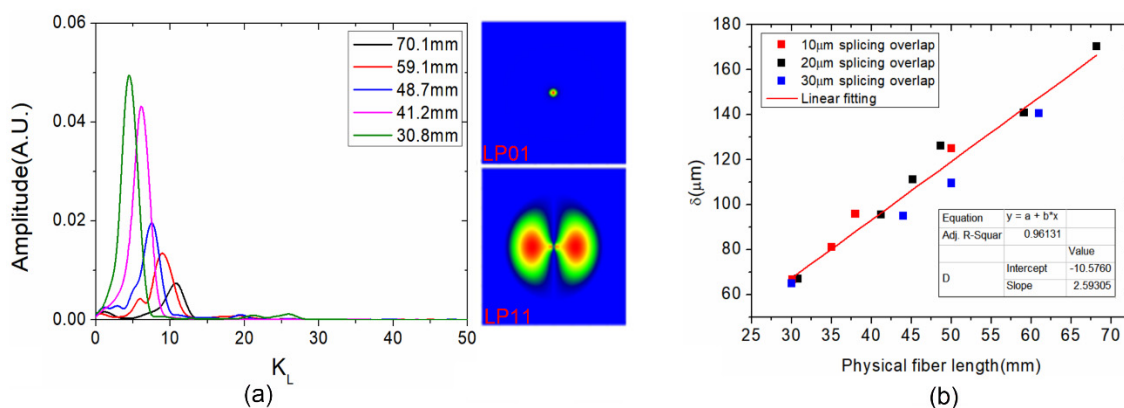 0.06
0.04
0.02
0.00
Amplitude(A.U.)
0 10 20 30 40 50
K_L
70.1mm
59.1mm
48.7mm
41.2mm
30.8mm
LP01
LP11
(a)
180
160
140
120
100
80
60
δ(μm)
10μm splicing overlap
20μm splicing overlap
30μm splicing overlap
Linear fitting
Equation y = a + b*x
Adj. R-Squar 0.96131
Value
D Intercept -10.5760
Slope 2.59305
25 30 35 40 45 50 55 60 65 70
Physical fiber length(mm)
(b)